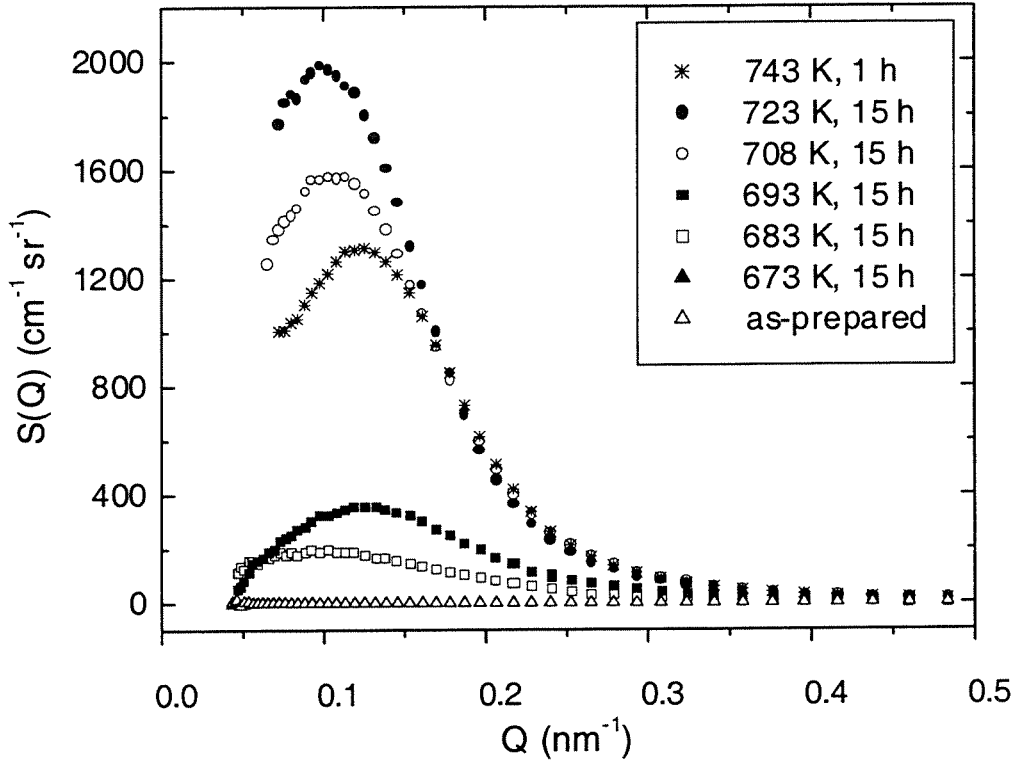 S(Q) (cm⁻¹ sr⁻¹)
2000
1600
1200
800
400
0
743 K, 1 h
723 K, 15 h
708 K, 15 h
693 K, 15 h
683 K, 15 h
673 K, 15 h
as-prepared
0.0 0.1 0.2 0.3 0.4 0.5
Q (nm⁻¹)